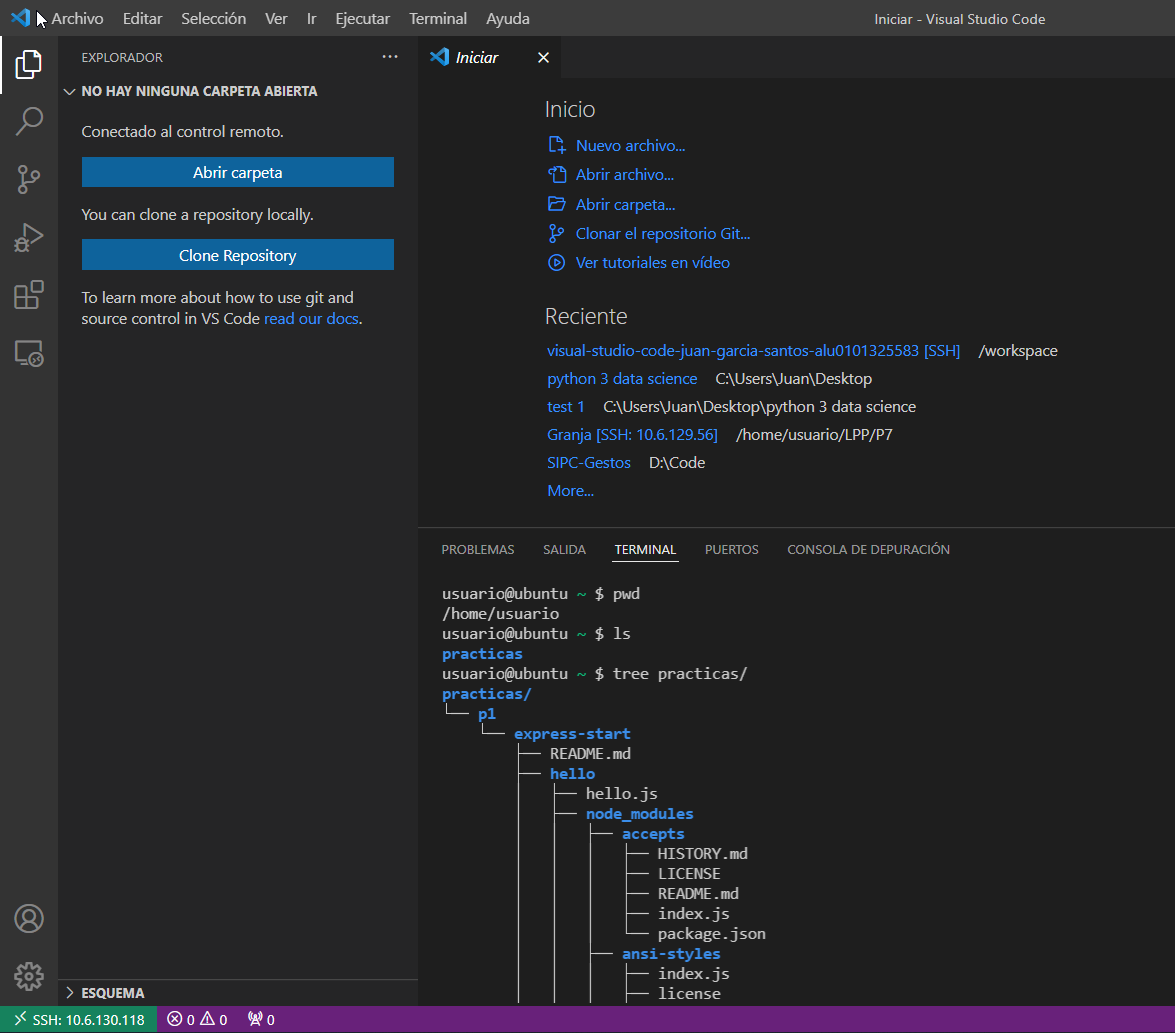 Archivo Editar Selección Ver Ir Ejecutar Terminal Ayuda Iniciar - Visual Studio Code
EXPLORADOR ...
NO HAY NINGUNA CARPETA ABIERTA
Conectado al control remoto.
Abrir carpeta
You can clone a repository locally.
Clone Repository
To learn more about how to use git and
source control in VS Code read our docs.
ESQUEMA
Iniciar
Inicio
Nuevo archivo...
Abrir archivo...
Abrir carpeta...
Clonar el repositorio Git...
Ver tutoriales en vídeo
Reciente
visual-studio-code-juan-garcia-santos-alu0101325583 [SSH] /workspace
python 3 data science C:\Users\Juan\Desktop
test 1 C:\Users\Juan\Desktop\python 3 data science
Granja [SSH: 10.6.129.56] /home/usuario/LPP/P7
SIPC-Gestos D:\Code
More...
PROBLEMAS SALIDA TERMINAL PUERTOS CONSOLA DE DEPURACIÓN
usuario@ubuntu ~ $ pwd
/home/usuario
usuario@ubuntu ~ $ ls
practicas
usuario@ubuntu ~ $ tree practicas/
practicas/
└── p1
└── express-start
├── README.md
├── hello
│ ├── hello.js
│ ├── node_modules
│ │ ├── accepts
│ │ │ ├── HISTORY.md
│ │ │ ├── LICENSE
│ │ │ ├── README.md
│ │ │ ├── index.js
│ │ │ └── package.json
│ │ ├── ansi-styles
│ │ │ ├── index.js
│ │ │ ├── license
SSH: 10.6.130.118 0 0 0